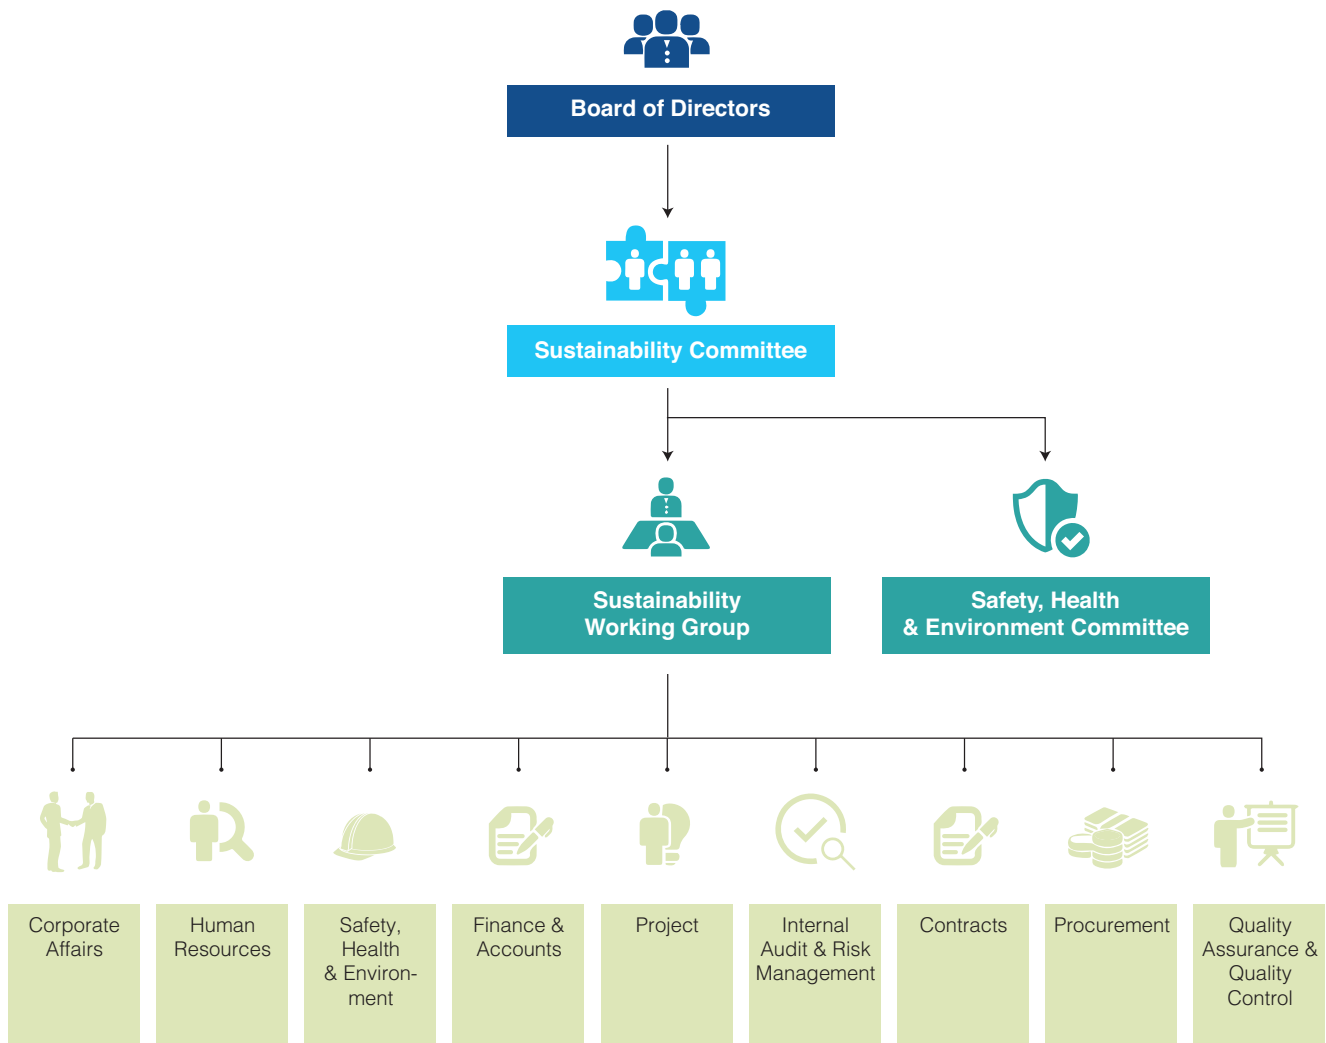 Board of Directors
Sustainability Committee
Sustainability
Working Group
Safety, Health
& Environment Committee
Corporate
Affairs
Human
Resources
Safety,
Health
& Environ-
ment
Finance &
Accounts
Project
Internal
Audit & Risk
Management
Contracts
Procurement
Quality
Assurance &
Quality
Control